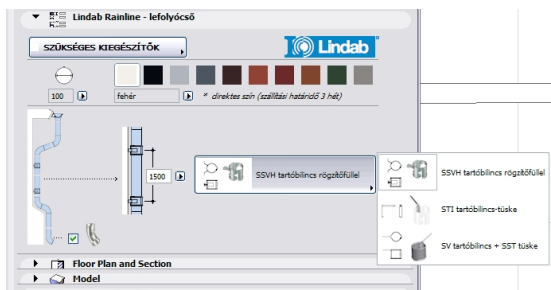 Lindab Rainline - lefolyócső
SZÜKSÉGES KIEGÉSZÍTŐK
Lindab
100
fehér
* direktes szín (szállítási határidő 3 hét)
1500
SSVH tartóbilincs rögzítőfüllel
SSVH tartóbilincs rögzítőfüllel
STI tartóbilincs-tüske
SV tartóbilincs + SST tüske
Floor Plan and Section
Model